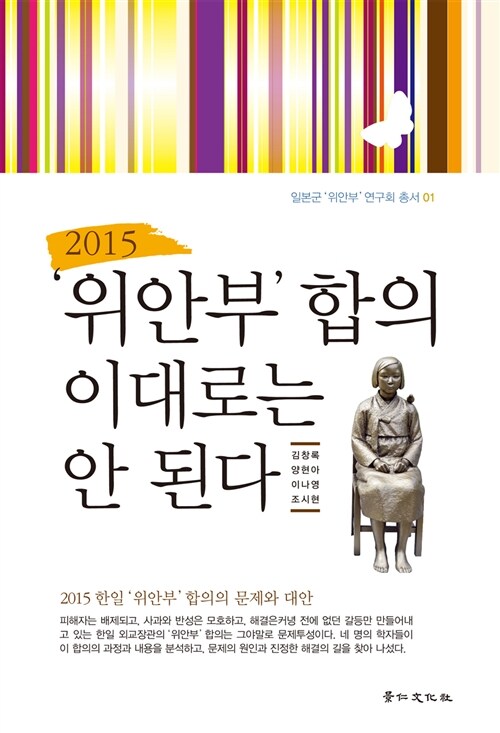 일본군 ‘위안부’ 연구회 총서 01
2015
‘위안부’ 합의
이대로는
안 된다
김창록
양현아
이나영
조시현
2015 한일 ‘위안부’ 합의의 문제와 대안
피해자는 배제되고, 사과와 반성은 모호하고, 해결은커녕 전에 없던 갈등만 만들어내
고 있는 한일 외교장관의 ‘위안부’ 합의는 그야말로 문제투성이다. 네 명의 학자들이
이 합의의 과정과 내용을 분석하고, 문제의 원인과 진정한 해결의 길을 찾아 나섰다.
景仁文化社